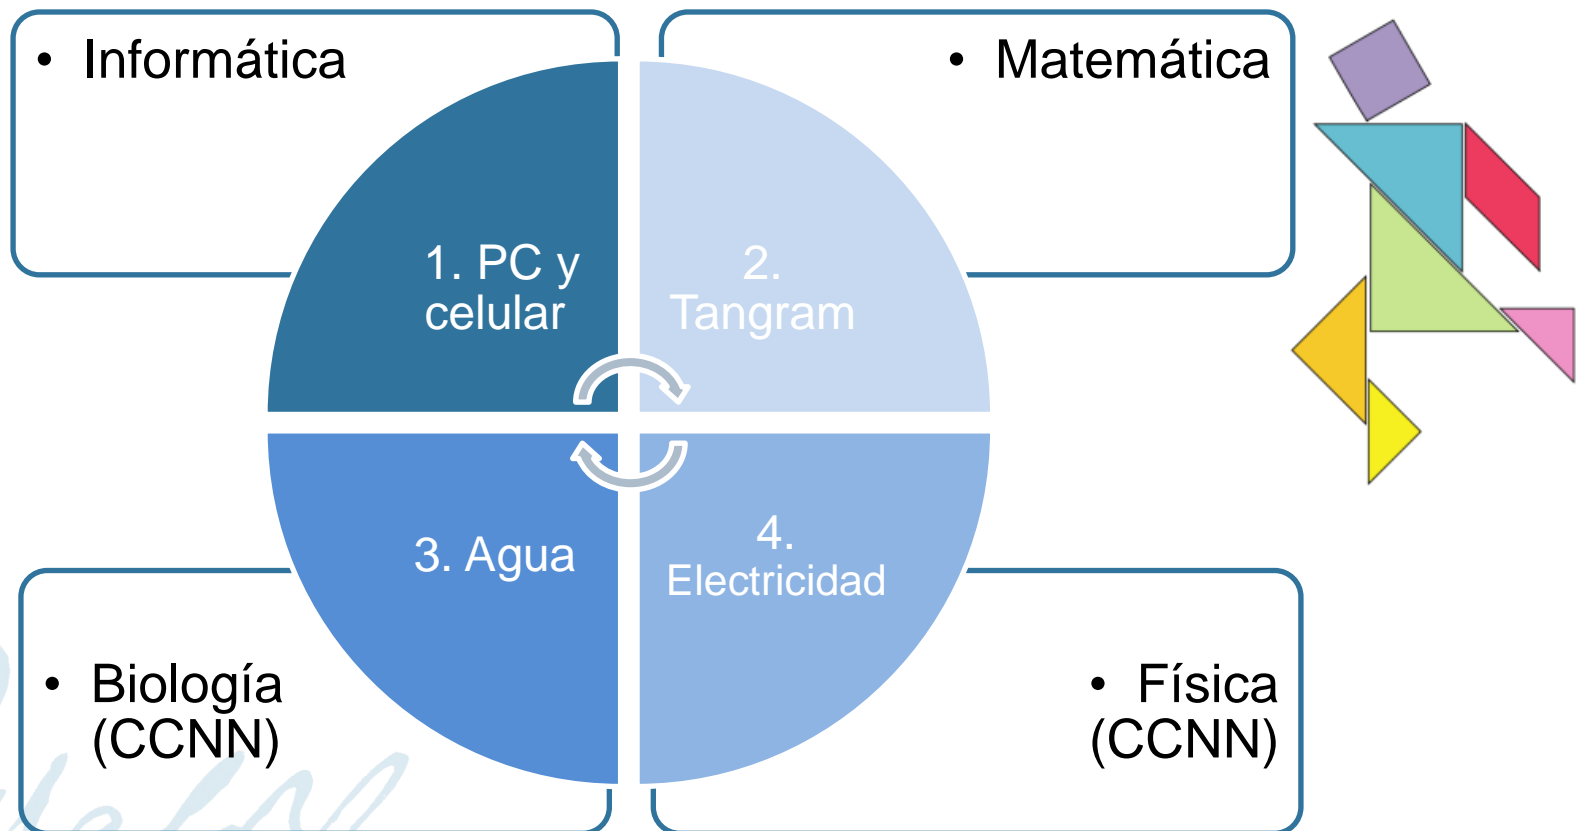 • Informática
• Matemática
1. PC y
celular
2.
Tangram
3. Agua
4.
Electricidad
• Biología
(CCNN)
• Física
(CCNN)